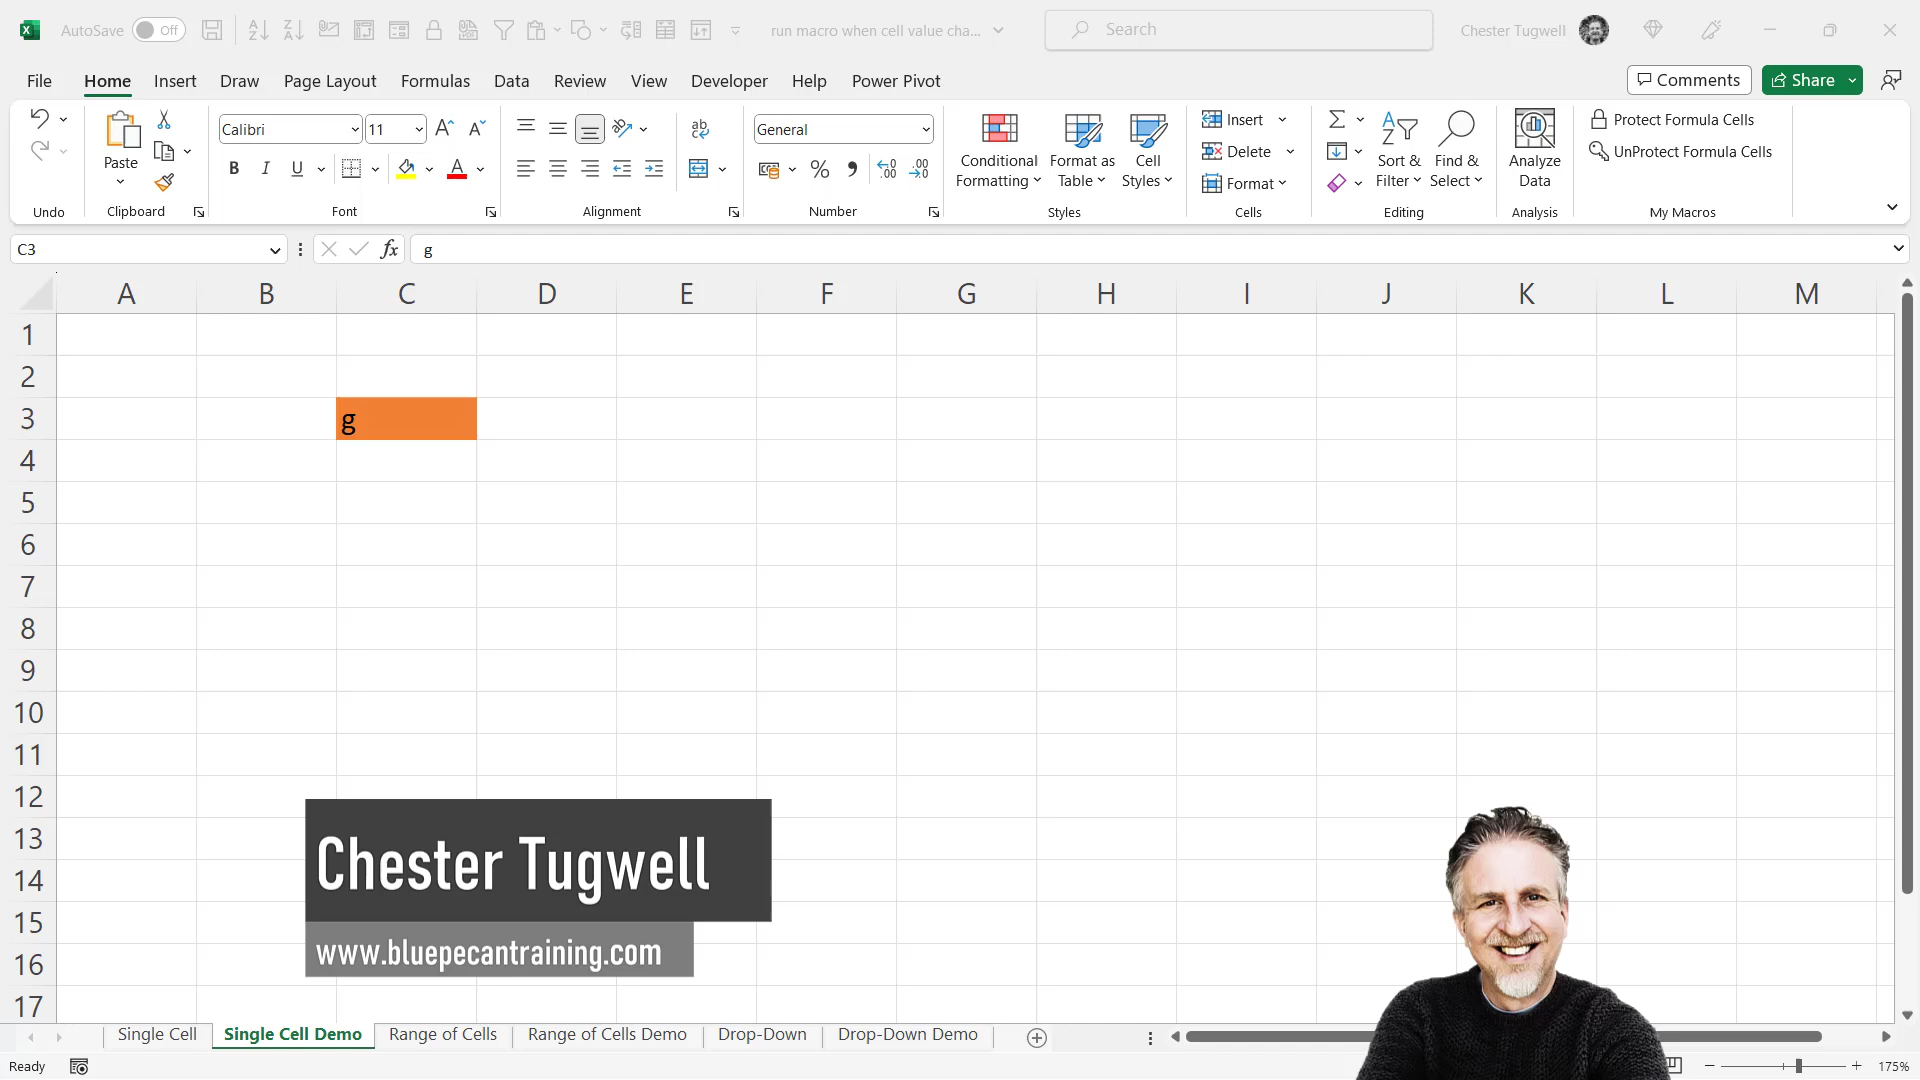 AutoSave Off run macro when cell value cha... Search Chester Tugwell
File Home Insert Draw Page Layout Formulas Data Review View Developer Help Power Pivot Comments Share
Paste
Calibri 11
B I U A
General
Conditional Formatting
Format as Table
Cell Styles
Insert
Delete
Format
Sort & Filter
Find & Select
Analyze Data
Protect Formula Cells
UnProtect Formula Cells
Undo Clipboard Font Alignment Number Styles Cells Editing Analysis My Macros
C3 fx g
A B C D E F G H I J K L M
1
2
3 g
4
5
6
7
8
9
10
11
12
13
14
15
16
17
Chester Tugwell
www.bluepecantraining.com
Single Cell Single Cell Demo Range of Cells Range of Cells Demo Drop-Down Drop-Down Demo
Ready 175%